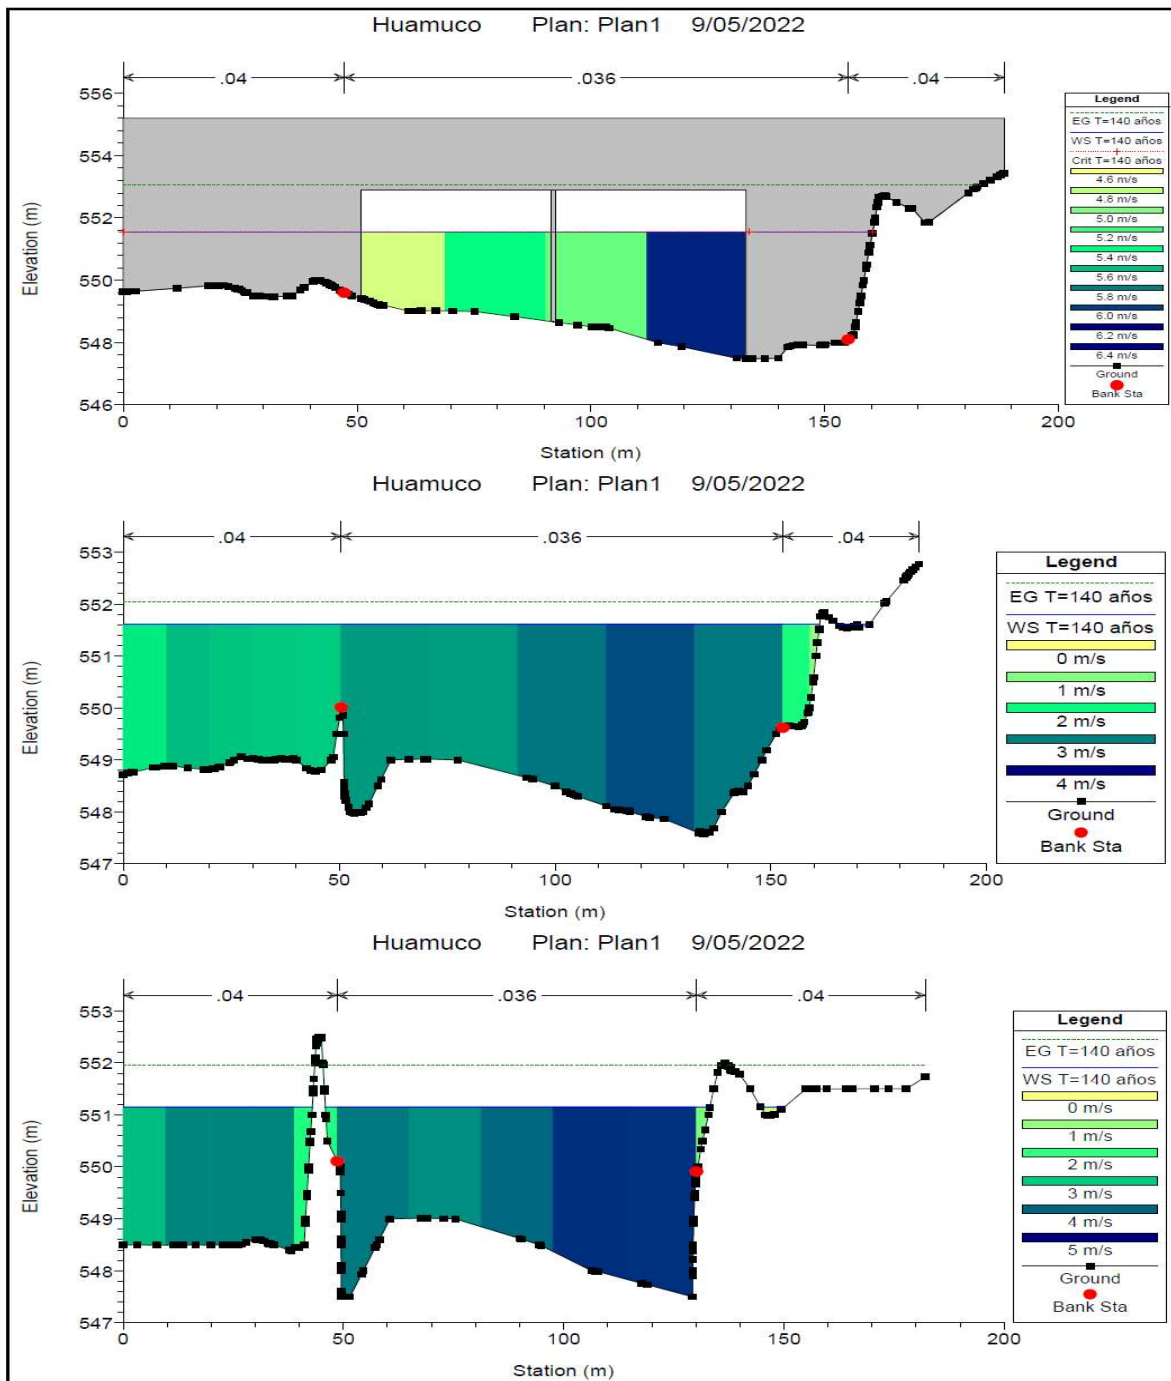 Huamuco Plan: Plan1 9/05/2022
.04 .036 .04
556
554
552
550
548
546
Elevation (m)
0 50 100 150 200
Station (m)
Legend
EG T=140 años
WS T=140 años
Crit T=140 años
4.6 m/s
4.8 m/s
5.0 m/s
5.2 m/s
5.4 m/s
5.6 m/s
5.8 m/s
6.0 m/s
6.2 m/s
6.4 m/s
Ground
Bank Sta
Huamuco Plan: Plan1 9/05/2022
.04 .036 .04
553
552
551
550
549
548
547
Elevation (m)
0 50 100 150 200
Station (m)
Legend
EG T=140 años
WS T=140 años
0 m/s
1 m/s
2 m/s
3 m/s
4 m/s
Ground
Bank Sta
Huamuco Plan: Plan1 9/05/2022
.04 .036 .04
553
552
551
550
549
548
547
Elevation (m)
0 50 100 150 200
Station (m)
Legend
EG T=140 años
WS T=140 años
0 m/s
1 m/s
2 m/s
3 m/s
4 m/s
5 m/s
Ground
Bank Sta